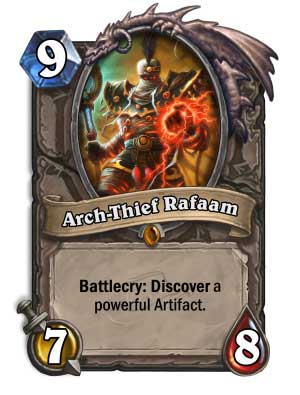 9
Arch-Thief Rafaam
Battlecry: Discover a
powerful Artifact.
7
8